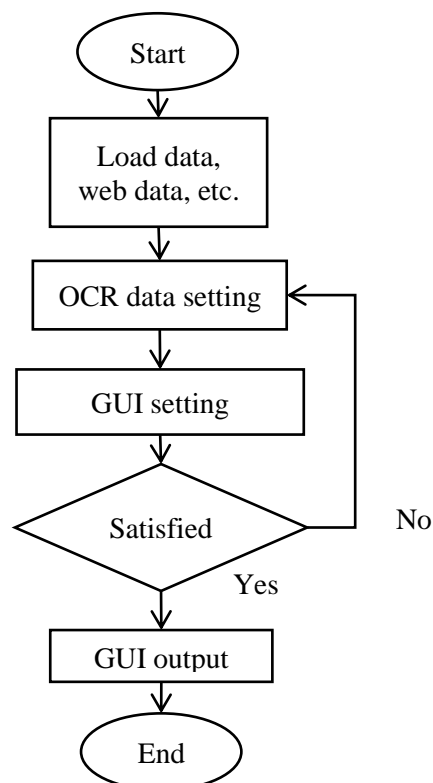 Start
Load data,
web data, etc.
OCR data setting
GUI setting
Satisfied
No
Yes
GUI output
End